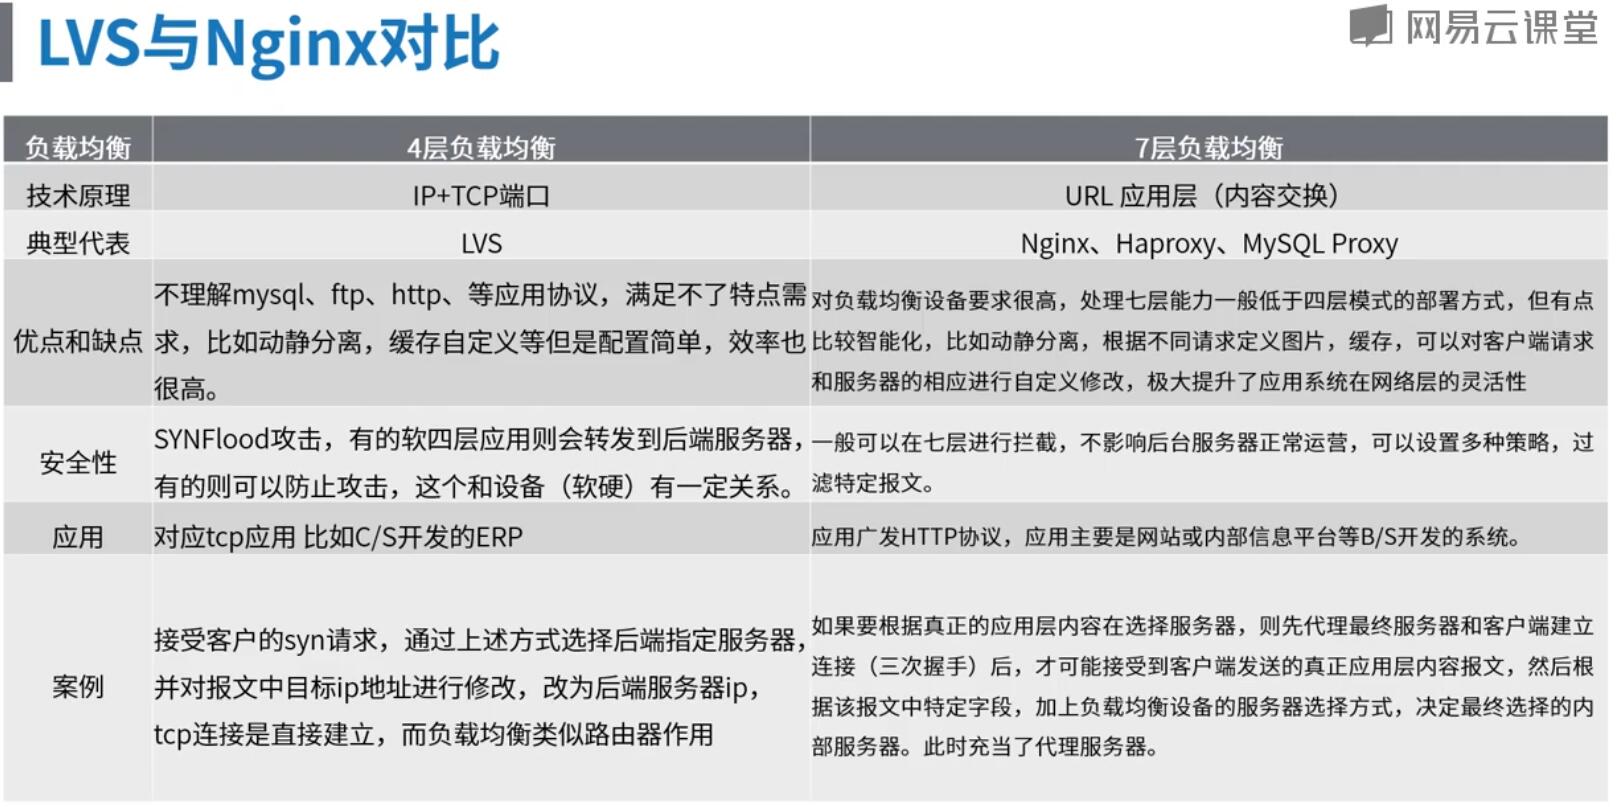 LVS与Nginx对比
网易云课堂
负载均衡 4层负载均衡 7层负载均衡
技术原理 IP+TCP端口 URL 应用层（内容交换）
典型代表 LVS Nginx、Haproxy、MySQL Proxy
优点和缺点
不理解mysql、ftp、http、等应用协议，满足不了特点需
求，比如动静分离，缓存自定义等但是配置简单，效率也
很高。
对负载均衡设备要求很高，处理七层能力一般低于四层模式的部署方式，但有点
比较智能化，比如动静分离，根据不同请求定义图片，缓存，可以对客户端请求
和服务器的相应进行自定义修改，极大提升了应用系统在网络层的灵活性
安全性
SYNFlood攻击，有的软四层应用则会转发到后端服务器，
有的则可以防止攻击，这个和设备（软硬）有一定关系。
一般可以在七层进行拦截，不影响后台服务器正常运营，可以设置多种策略，过
滤特定报文。
应用
对应tcp应用 比如C/S开发的ERP
应用广发HTTP协议，应用主要是网站或内部信息平台等B/S开发的系统。
案例
接受客户的syn请求，通过上述方式选择后端指定服务器，
并对报文中目标ip地址进行修改，改为后端服务器ip，
tcp连接是直接建立，而负载均衡类似路由器作用
如果要根据真正的应用层内容在选择服务器，则先代理最终服务器和客户端建立
连接（三次握手）后，才可能接受到客户端发送的真正应用层内容报文，然后根
据该报文中特定字段，加上负载均衡设备的服务器选择方式，决定最终选择的内
部服务器。此时充当了代理服务器。